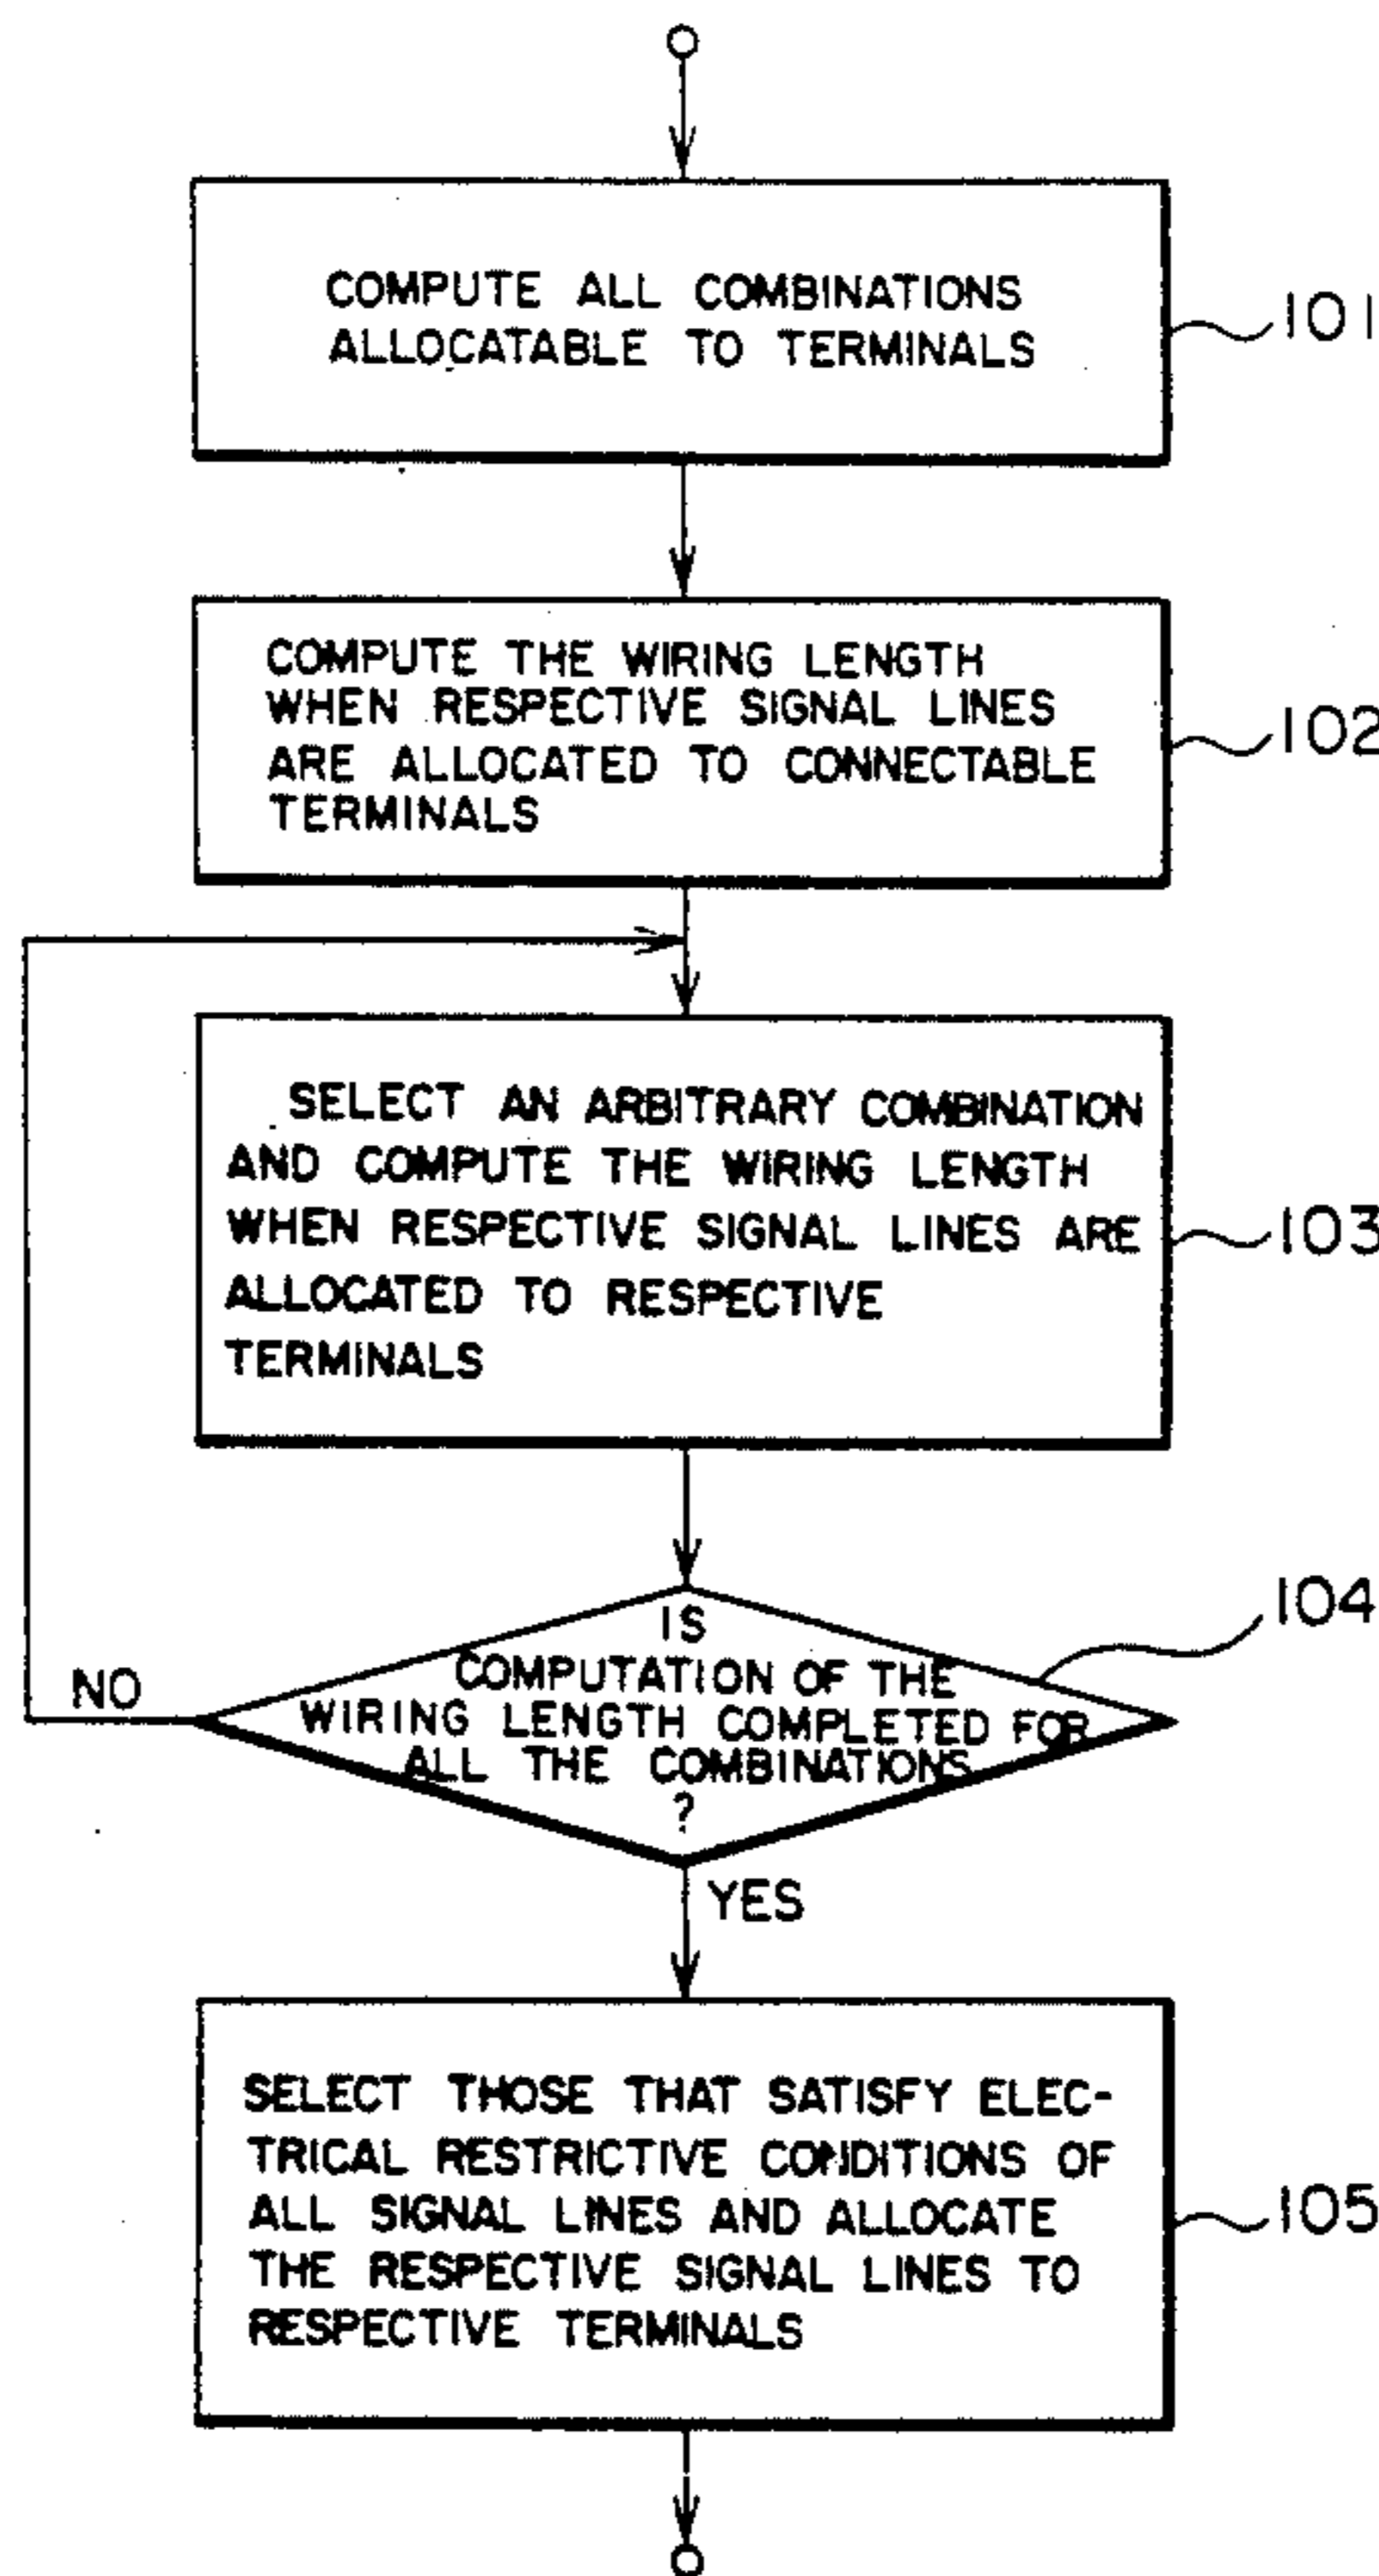 COMPUTE ALL COMBINATIONS
ALLOCATABLE TO TERMINALS
101
COMPUTE THE WIRING LENGTH
WHEN RESPECTIVE SIGNAL LINES
ARE ALLOCATED TO CONNECTABLE
TERMINALS
102
SELECT AN ARBITRARY COMBINATION
AND COMPUTE THE WIRING LENGTH
WHEN RESPECTIVE SIGNAL LINES ARE
ALLOCATED TO RESPECTIVE
TERMINALS
103
104
IS
COMPUTATION OF THE
WIRING LENGTH COMPLETED FOR
ALL THE COMBINATIONS
?
NO
YES
SELECT THOSE THAT SATISFY ELEC-
TRICAL RESTRICTIVE CONDITIONS OF
ALL SIGNAL LINES AND ALLOCATE
THE RESPECTIVE SIGNAL LINES TO
RESPECTIVE TERMINALS
105